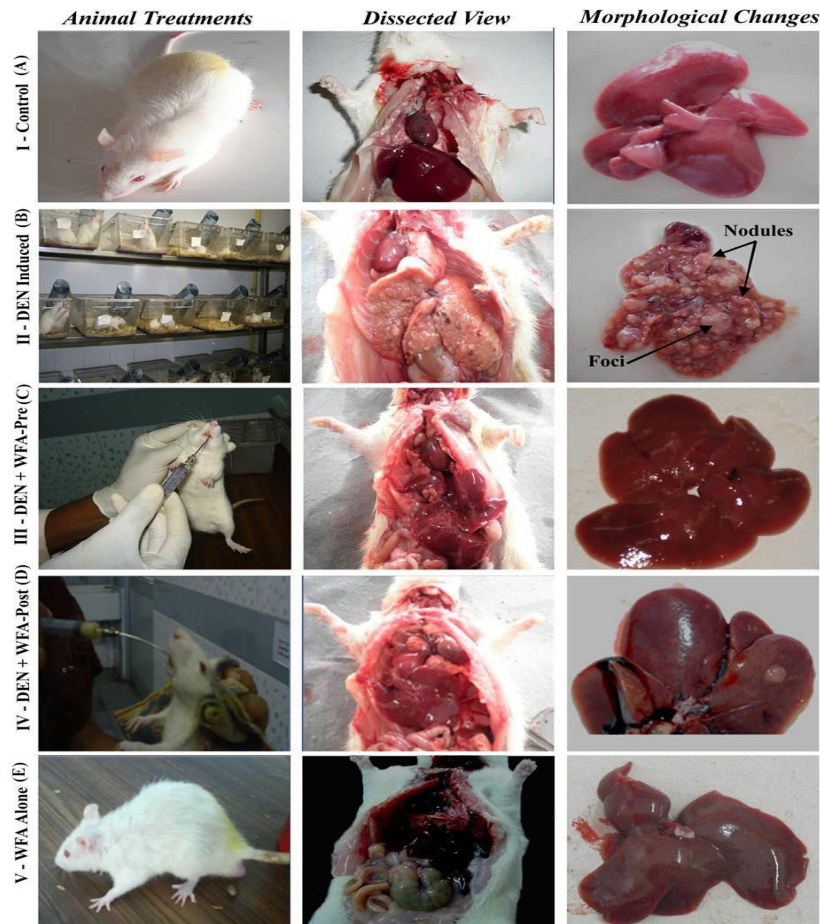 Animal Treatments
Dissected View
Morphological Changes
I - Control (A)
II - DEN Induced (B)
Nodules
Foci
III - DEN + WFA-Pre (C)
IV - DEN + WFA-Post (D)
V - WFA Alone (E)